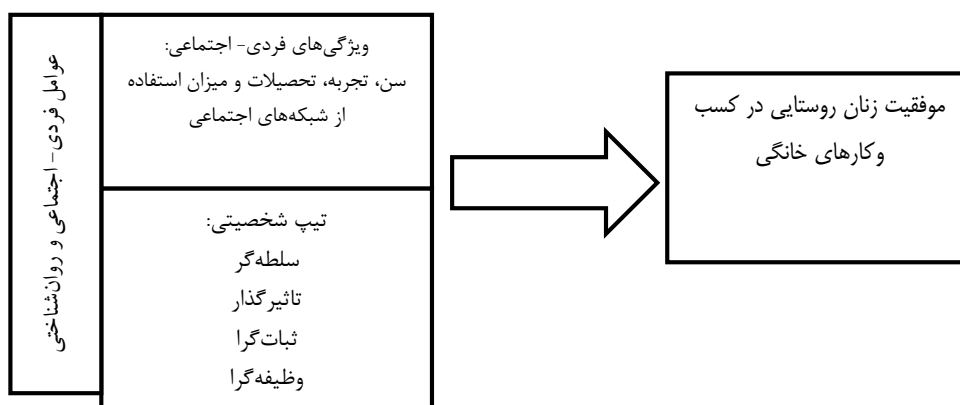 عوامل فردی- اجتماعی و روان‌شناختی
ویژگی‌های فردی- اجتماعی:
سن، تجربه، تحصیلات و میزان استفاده
از شبکه‌های اجتماعی
تیپ شخصیتی:
سلطه‌گر
تاثیرگذار
ثبات‌گرا
وظیفه‌گرا
موفقیت زنان روستایی در کسب
وکارهای خانگی